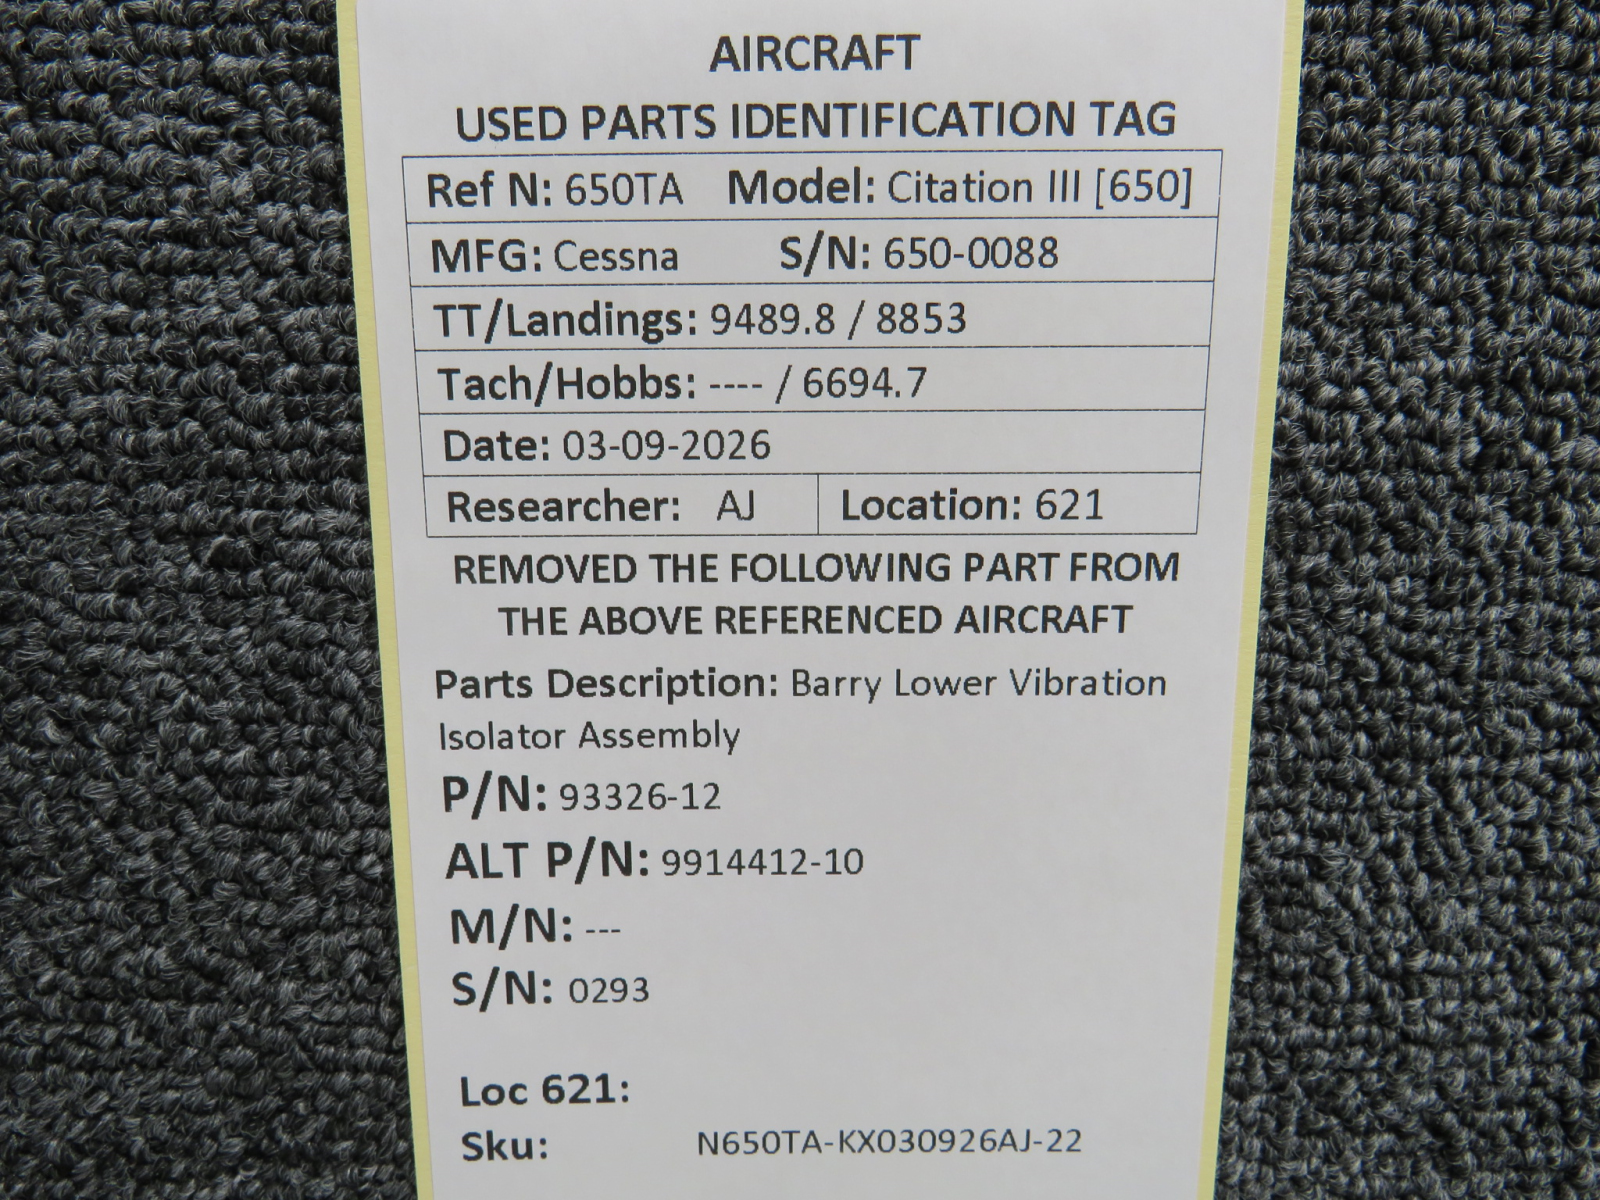 AIRCRAFT
USED PARTS IDENTIFICATION TAG
Ref N: 650TA Model: Citation III [650]
MFG: Cessna S/N: 650-0088
TT/Landings: 9489.8 / 8853
Tach/Hobbs: ---- / 6694.7
Date: 03-09-2026
Researcher: AJ Location: 621
REMOVED THE FOLLOWING PART FROM
THE ABOVE REFERENCED AIRCRAFT
Parts Description: Barry Lower Vibration
Isolator Assembly
P/N: 93326-12
ALT P/N: 9914412-10
M/N: ---
S/N: 0293
Loc 621:
Sku: N650TA-KX030926AJ-22